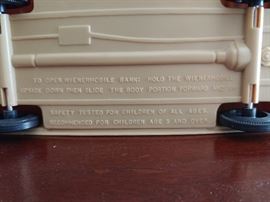 TO OPEN WIENERMOBILE BANK: HOLD THE WIENERMOBILE
UPSIDE DOWN THEN SLIDE THE BODY PORTION FORWARD AND
SAFETY TESTED FOR CHILDREN OF ALL AGES.
RECOMMENDED FOR CHILDREN AGE 3 AND OVER.